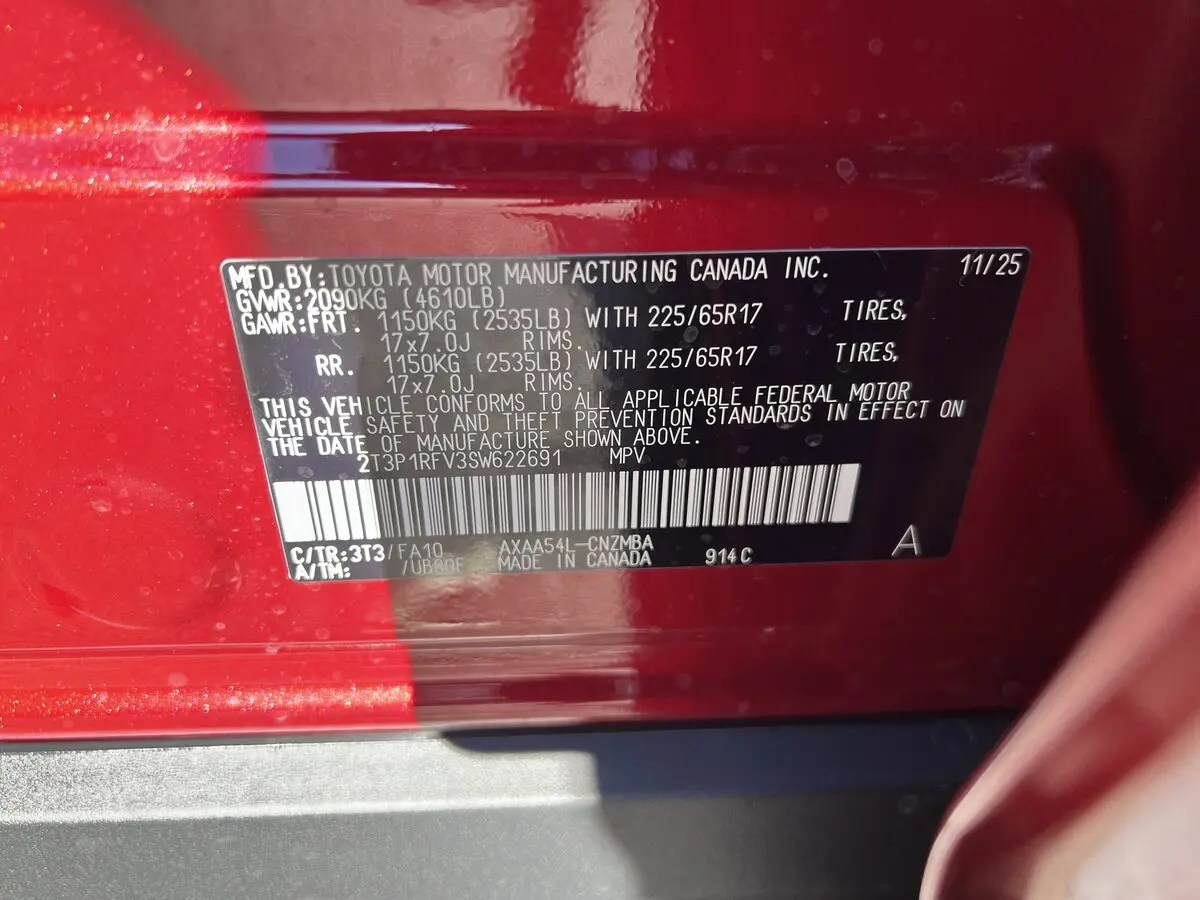 MFD.BY:TOYOTA MOTOR MANUFACTURING CANADA INC. 11/25
GVWR:2090KG (4610LB)
GAWR:FRT. 1150KG (2535LB) WITH 225/65R17 TIRES,
17x7.0J RIMS.
RR. 1150KG (2535LB) WITH 225/65R17 TIRES,
17x7.0J RIMS.
THIS VEHICLE CONFORMS TO ALL APPLICABLE FEDERAL MOTOR
VEHICLE SAFETY AND THEFT PREVENTION STANDARDS IN EFFECT ON
THE DATE OF MANUFACTURE SHOWN ABOVE.
2T3P1RFV3SW622691 MPV
C/TR:3T3/FA10 AXAA54L-CNZMBA
A/TM: MADE IN CANADA 914C A